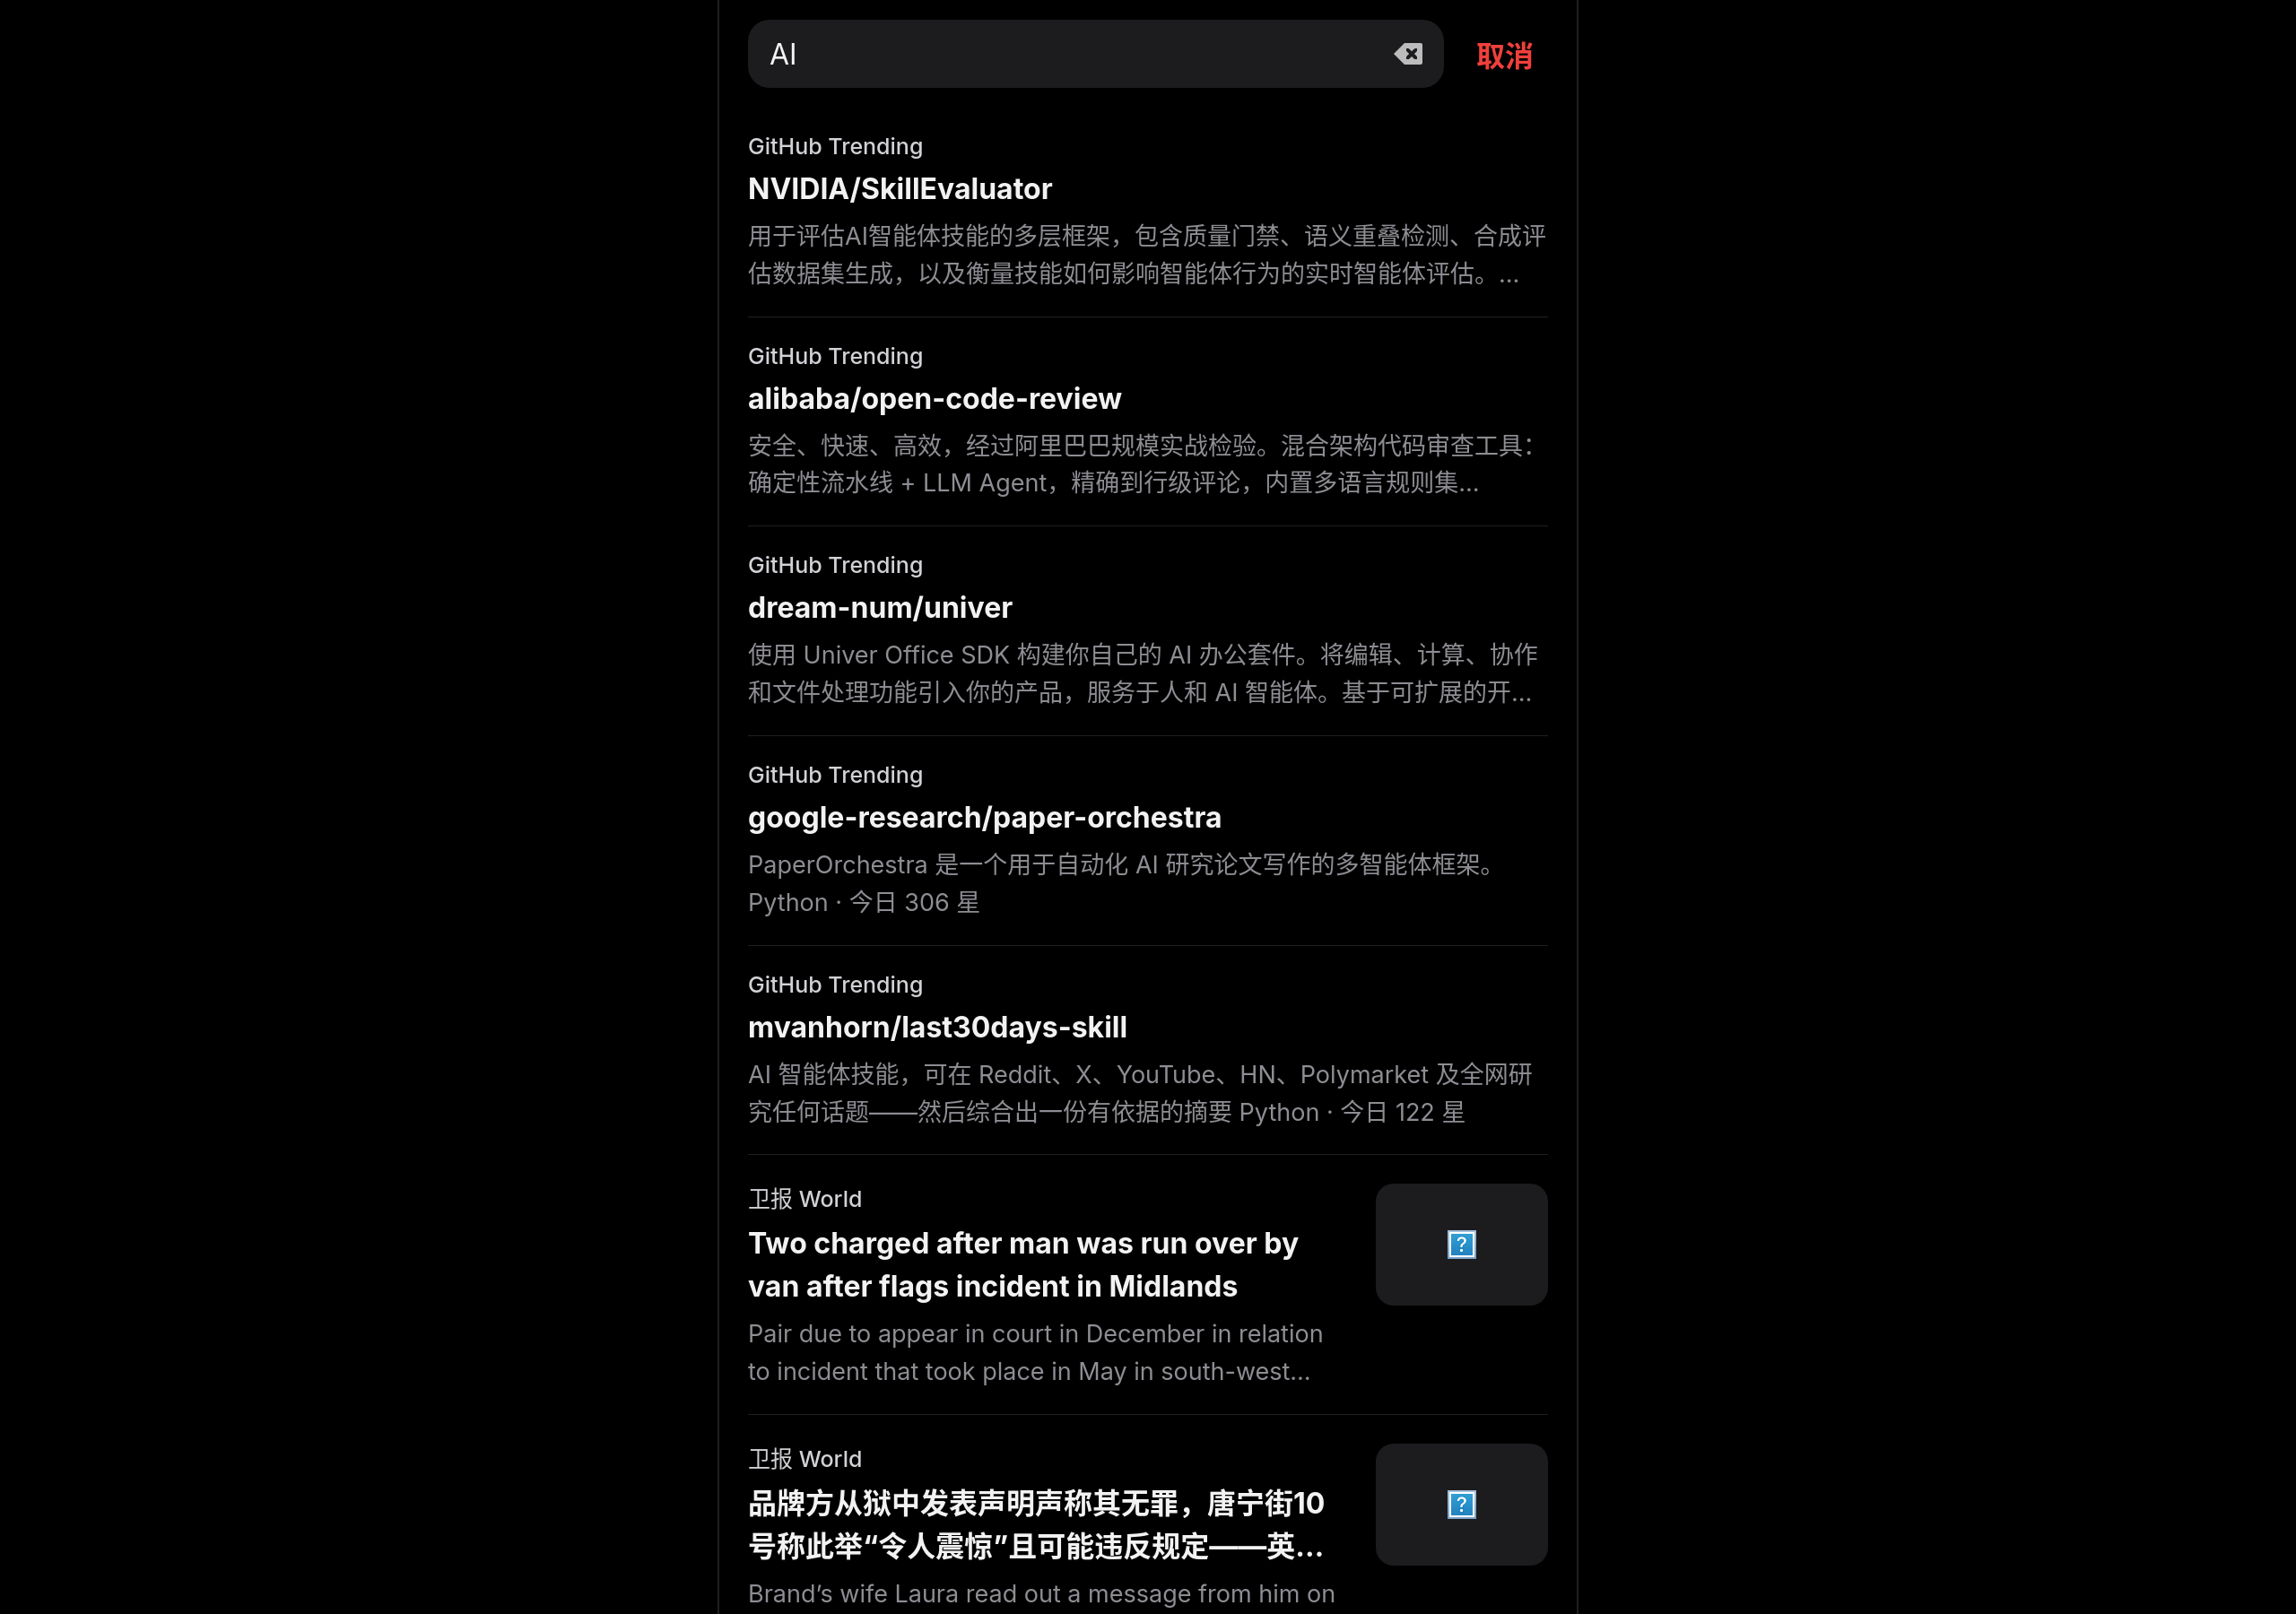 AI
取消
GitHub Trending
NVIDIA/SkillEvaluator
用于评估AI智能体技能的多层框架，包含质量门禁、语义重叠检测、合成评
估数据集生成，以及衡量技能如何影响智能体行为的实时智能体评估。...
GitHub Trending
alibaba/open-code-review
安全、快速、高效，经过阿里巴巴规模实战检验。混合架构代码审查工具：
确定性流水线 + LLM Agent，精确到行级评论，内置多语言规则集...
GitHub Trending
dream-num/univer
使用 Univer Office SDK 构建你自己的 AI 办公套件。将编辑、计算、协作
和文件处理功能引入你的产品，服务于人和 AI 智能体。基于可扩展的开...
GitHub Trending
google-research/paper-orchestra
PaperOrchestra 是一个用于自动化 AI 研究论文写作的多智能体框架。
Python · 今日 306 星
GitHub Trending
mvanhorn/last30days-skill
AI 智能体技能，可在 Reddit、X、YouTube、HN、Polymarket 及全网研
究任何话题——然后综合出一份有依据的摘要 Python · 今日 122 星
卫报 World
Two charged after man was run over by
van after flags incident in Midlands
Pair due to appear in court in December in relation
to incident that took place in May in south-west...
卫报 World
品牌方从狱中发表声明声称其无罪，唐宁街10
号称此举“令人震惊”且可能违反规定——英...
Brand’s wife Laura read out a message from him on